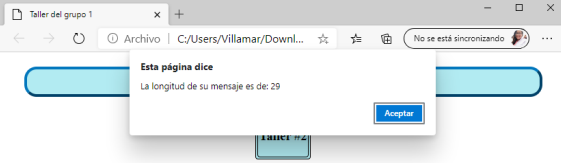 Taller del grupo 1
Archivo | C:/Users/Villamar/Downl...
No se está sincronizando
Esta página dice
La longitud de su mensaje es de: 29
Aceptar
Taller #2